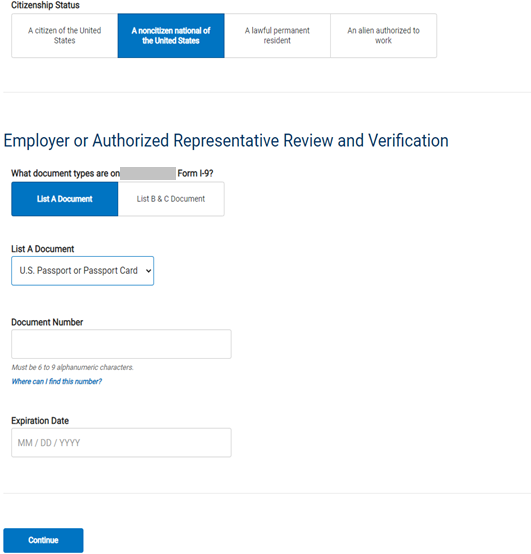 Citizenship Status
A citizen of the United
States
A noncitizen national of
the United States
A lawful permanent
resident
An alien authorized to
work
Employer or Authorized Representative Review and Verification
What document types are on Form I-9?
List A Document
List B & C Document
List A Document
U.S. Passport or Passport Card
Document Number
Must be 6 to 9 alphanumeric characters.
Where can I find this number?
Expiration Date
MM / DD / YYYY
Continue